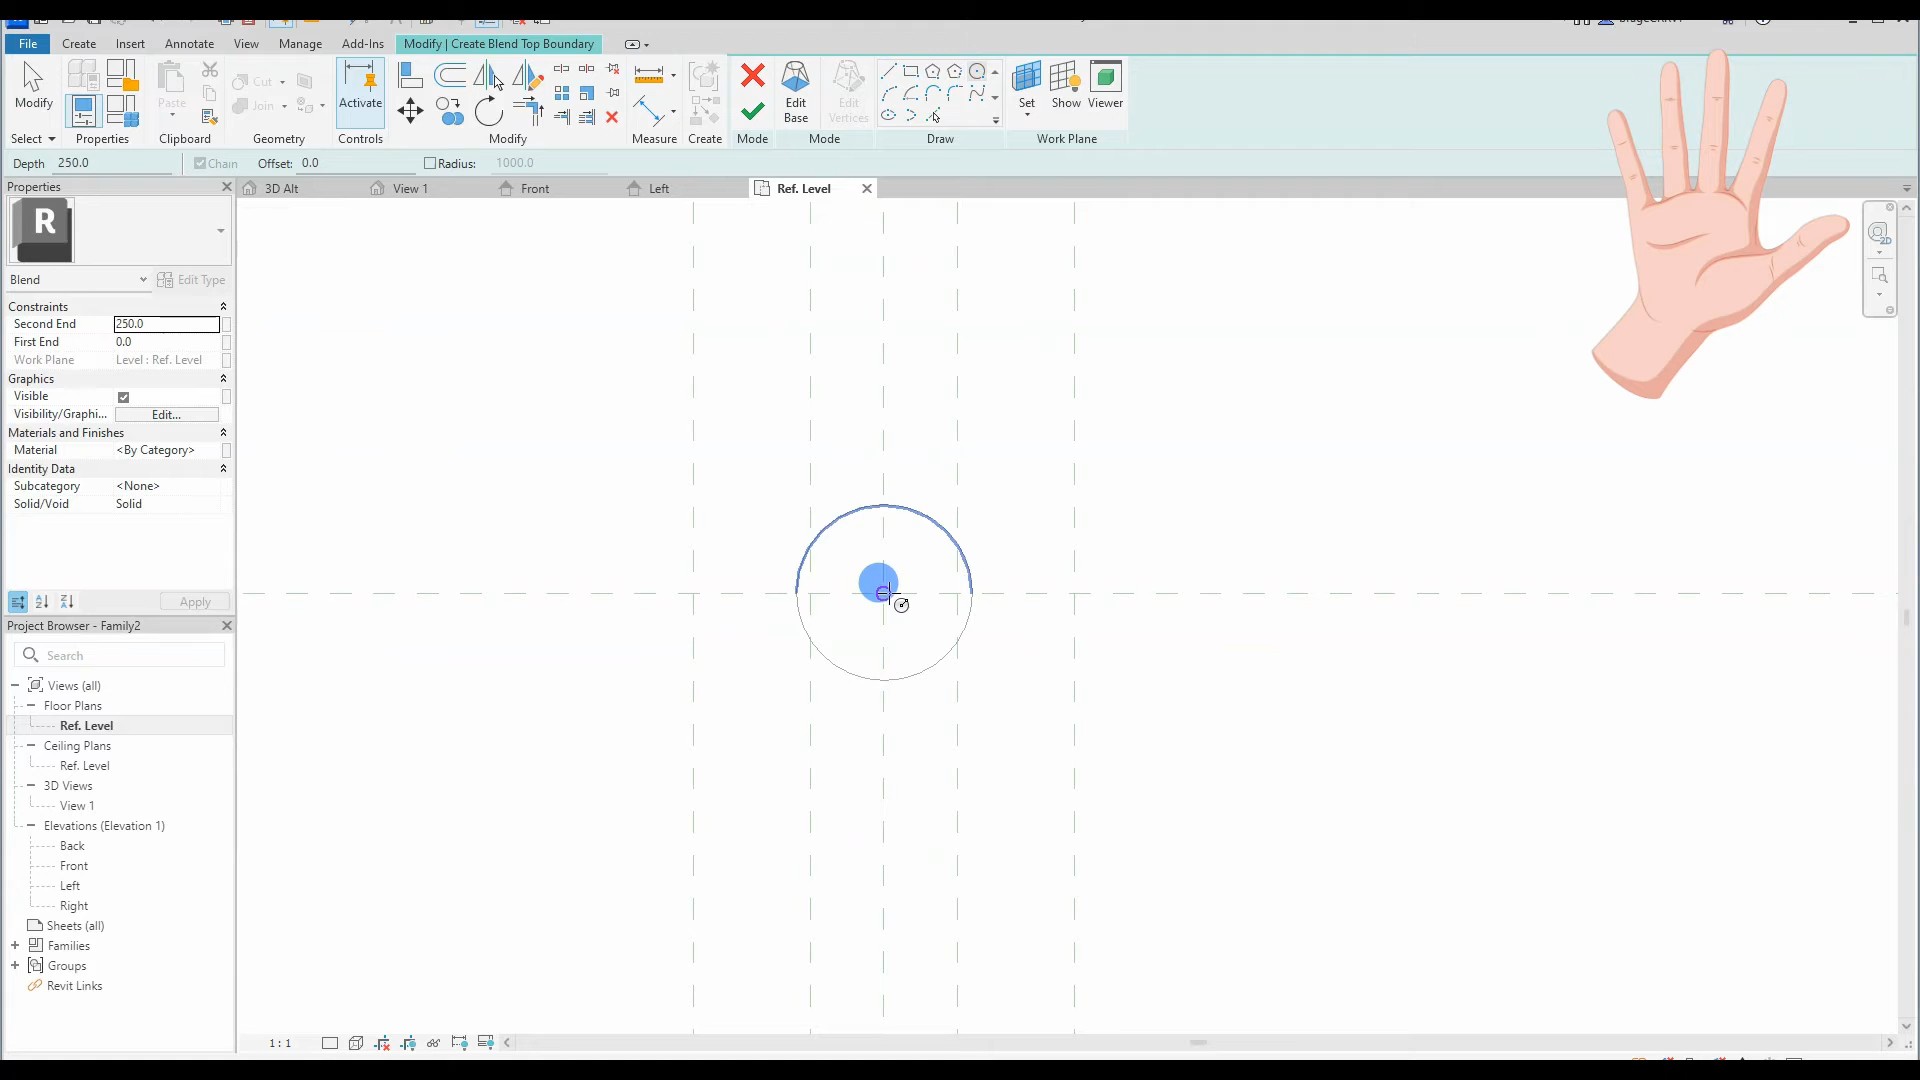 File Create Insert Annotate View Manage Add-Ins Modify | Create Blend Top Boundary
Modify
Paste
Cut
Join
Activate
Edit
Base
Edit
Vertices
Set
Show
Viewer
Select Properties Clipboard Geometry Controls Modify Measure Create Mode Mode Draw Work Plane
Depth 250.0 Chain Offset: 0.0 Radius: 1000.0
Properties
3D Alt View 1 Front Left Ref. Level
R
2D
Blend Edit Type
Constraints
Second End 250.0
First End 0.0
Work Plane Level : Ref. Level
Graphics
Visible
Visibility/Graphi... Edit...
Materials and Finishes
Material <By Category>
Identity Data
Subcategory <None>
Solid/Void Solid
Apply
Project Browser - Family2
Search
Views (all)
Floor Plans
Ref. Level
Ceiling Plans
Ref. Level
3D Views
View 1
Elevations (Elevation 1)
Back
Front
Left
Right
Sheets (all)
Families
Groups
Revit Links
1 : 1